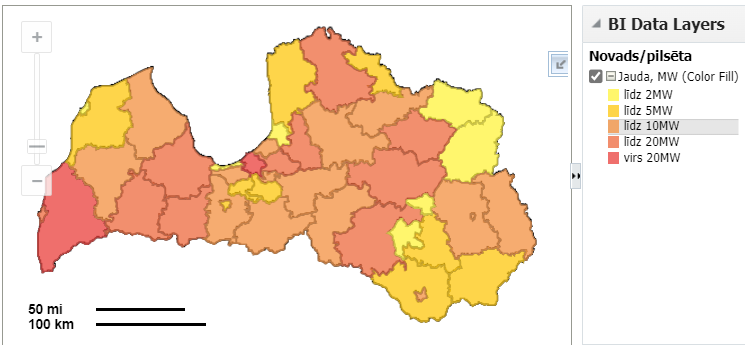 BI Data Layers
Novads/pilsēta
Jauda, MW (Color Fill)
līdz 2MW
līdz 5MW
līdz 10MW
līdz 20MW
virs 20MW
50 mi
100 km